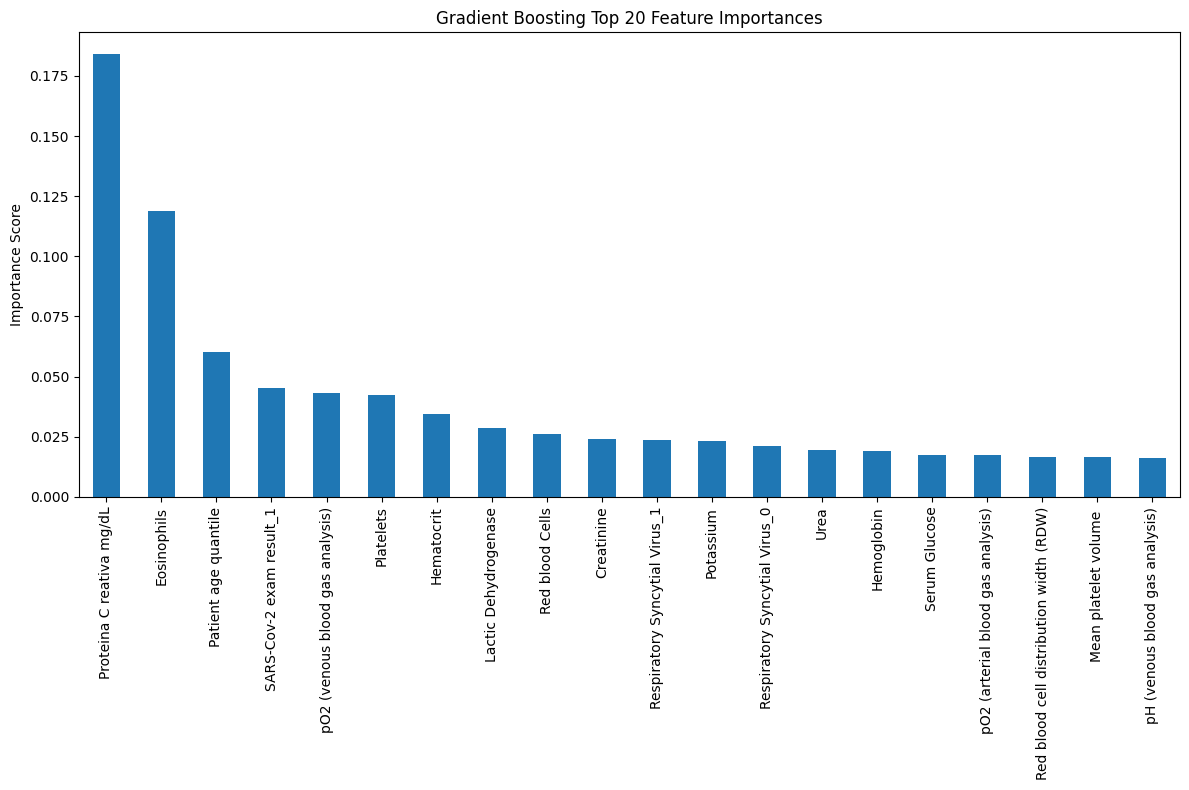 Gradient Boosting Top 20 Feature Importances
Importance Score
0.175
0.150
0.125
0.100
0.075
0.050
0.025
0.000
Proteina C reativa mg/dL
Eosinophils
Patient age quantile
SARS-Cov-2 exam result_1
pO2 (venous blood gas analysis)
Platelets
Hematocrit
Lactic Dehydrogenase
Red blood Cells
Creatinine
Respiratory Syncytial Virus_1
Potassium
Respiratory Syncytial Virus_0
Urea
Hemoglobin
Serum Glucose
pO2 (arterial blood gas analysis)
Red blood cell distribution width (RDW)
Mean platelet volume
pH (venous blood gas analysis)